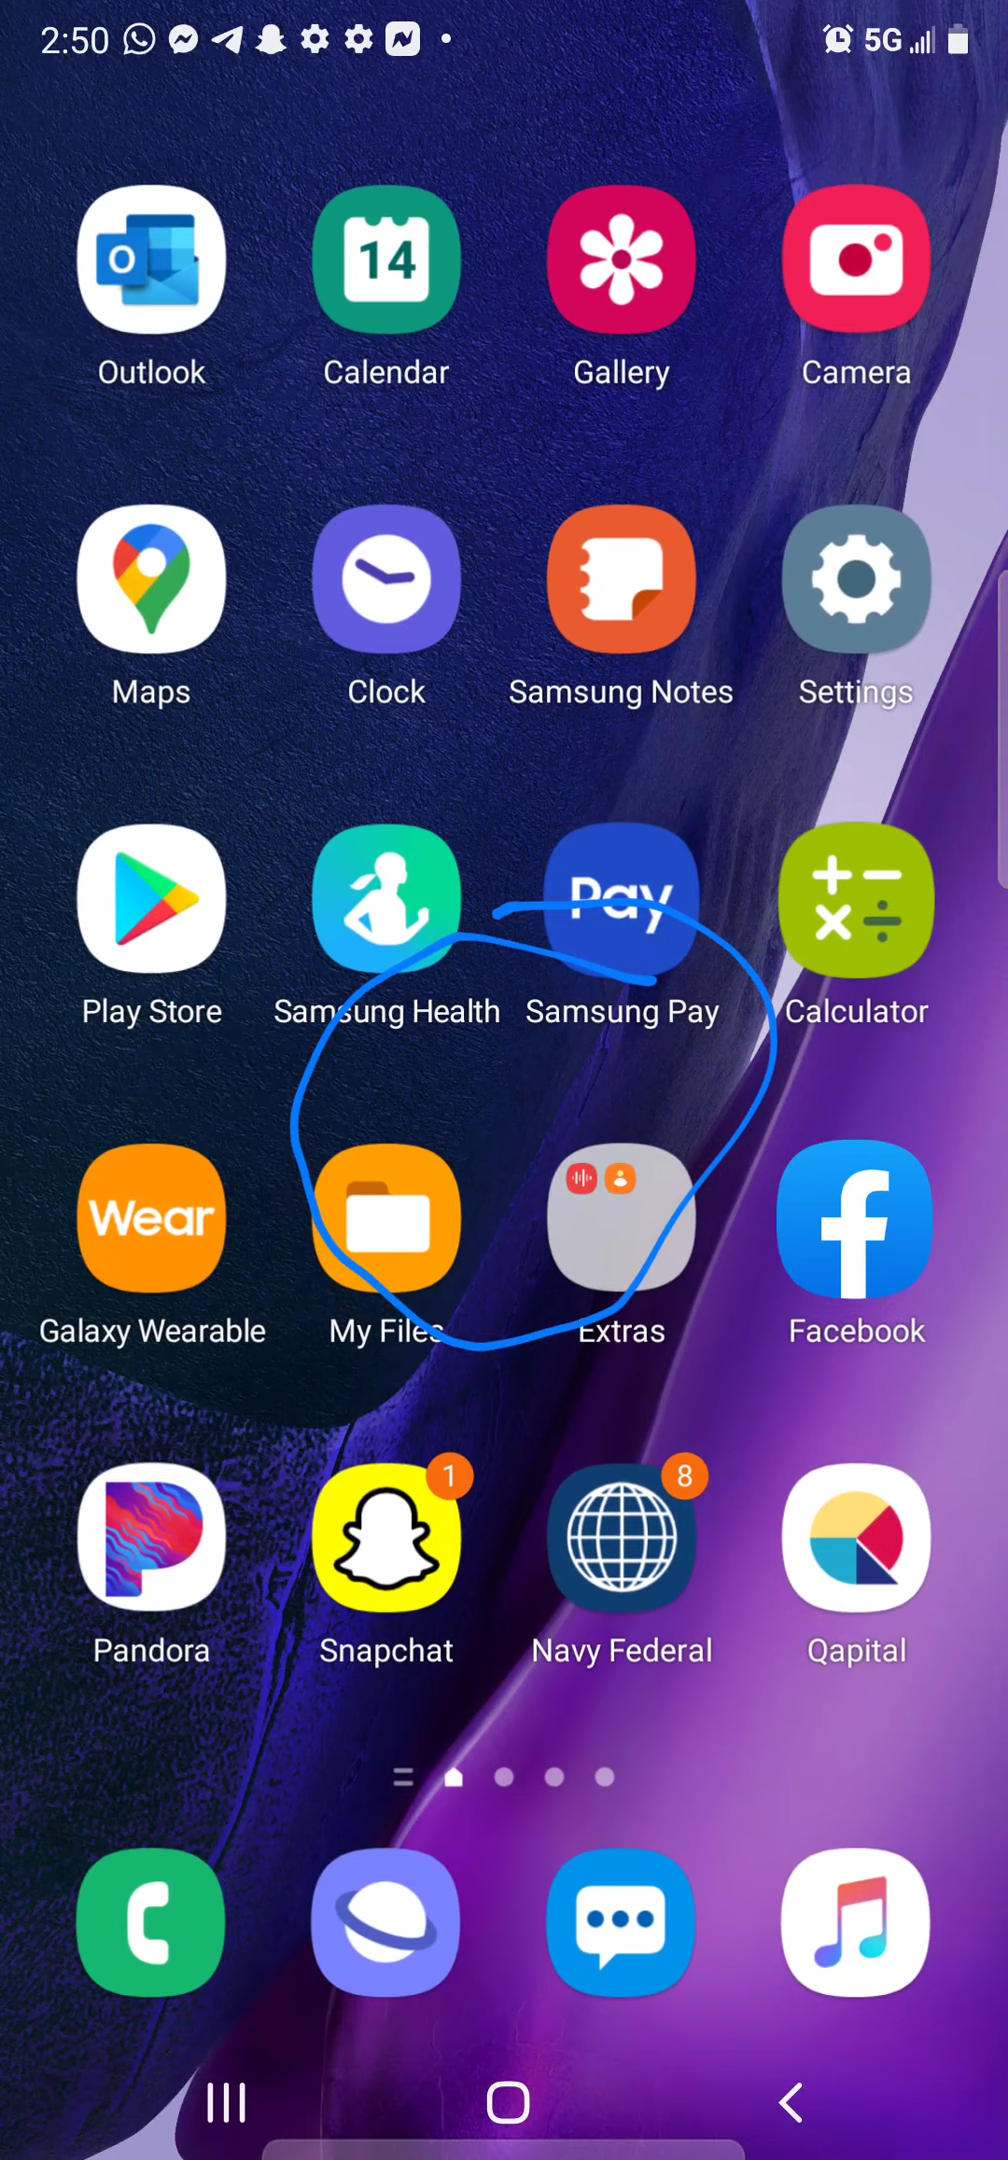 2:50 5G
O 14
Outlook Calendar Gallery Camera
Maps Clock Samsung Notes Settings
Pay
Play Store Samsung Health Samsung Pay Calculator
Wear
Galaxy Wearable My Files Extras Facebook
1 8
Pandora Snapchat Navy Federal Qapital